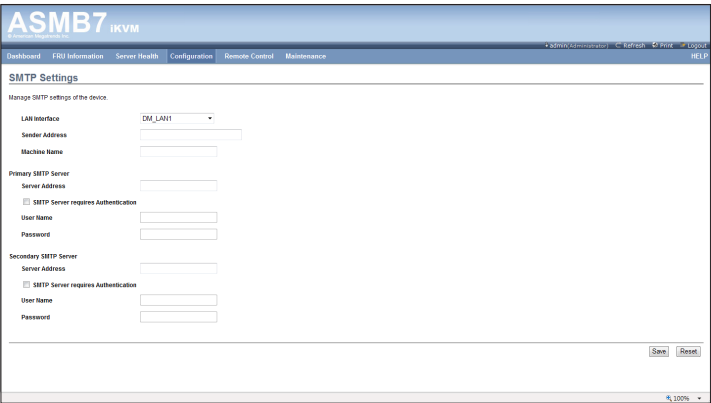 ASMB7 iKVM
© American Megatrends Inc.
• admin(Administrator) Refresh Print Logout
Dashboard FRU Information Server Health Configuration Remote Control Maintenance HELP
SMTP Settings
Manage SMTP settings of the device.
LAN Interface DM_LAN1
Sender Address
Machine Name
Primary SMTP Server
Server Address
SMTP Server requires Authentication
User Name
Password
Secondary SMTP Server
Server Address
SMTP Server requires Authentication
User Name
Password
Save Reset
100%